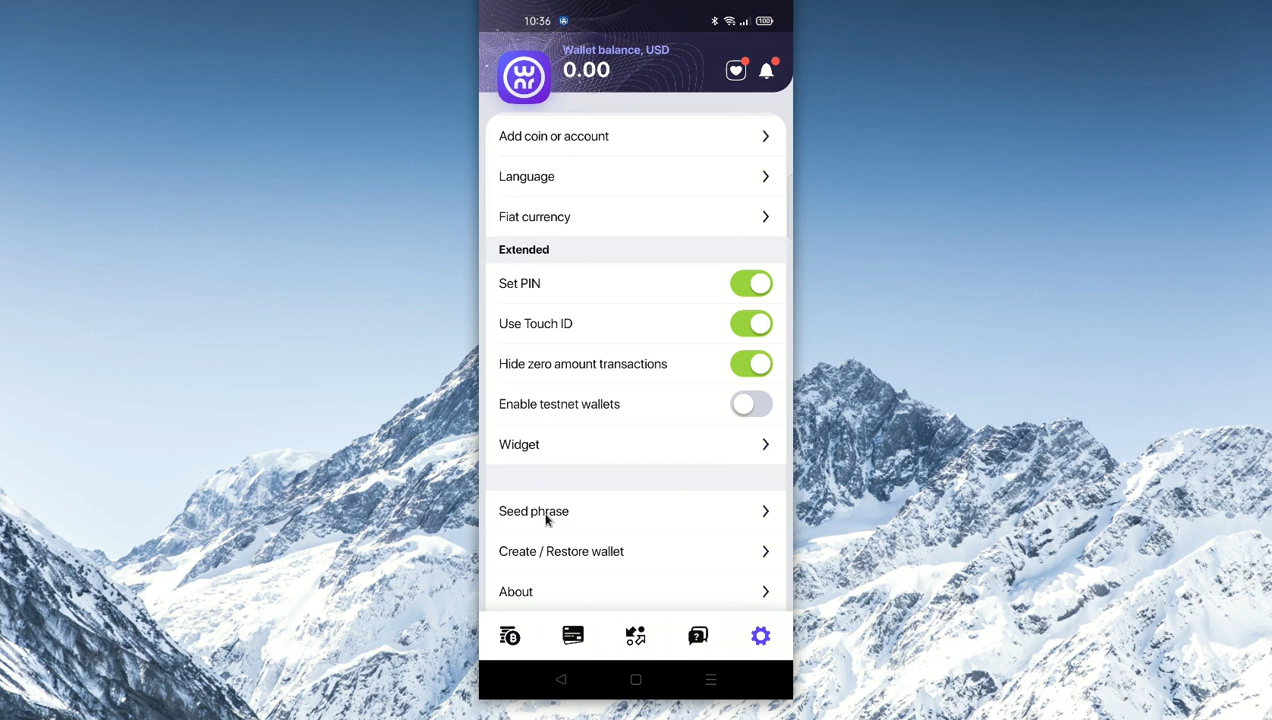 10:36
100
Wallet balance, USD
0.00
Add coin or account
Language
Fiat currency
Extended
Set PIN
Use Touch ID
Hide zero amount transactions
Enable testnet wallets
Widget
Seed phrase
Create / Restore wallet
About